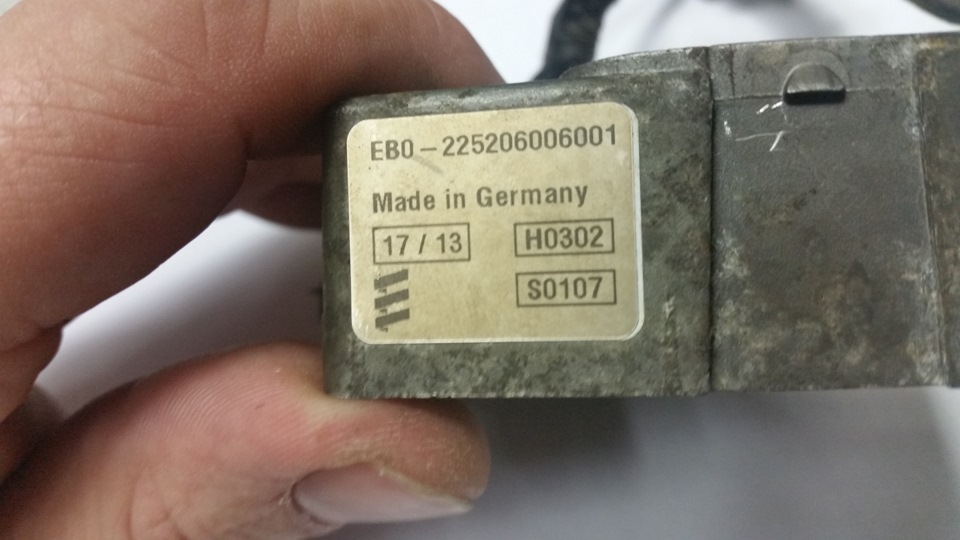 EB0-225206006001
Made in Germany
17 / 13 H0302
S0107